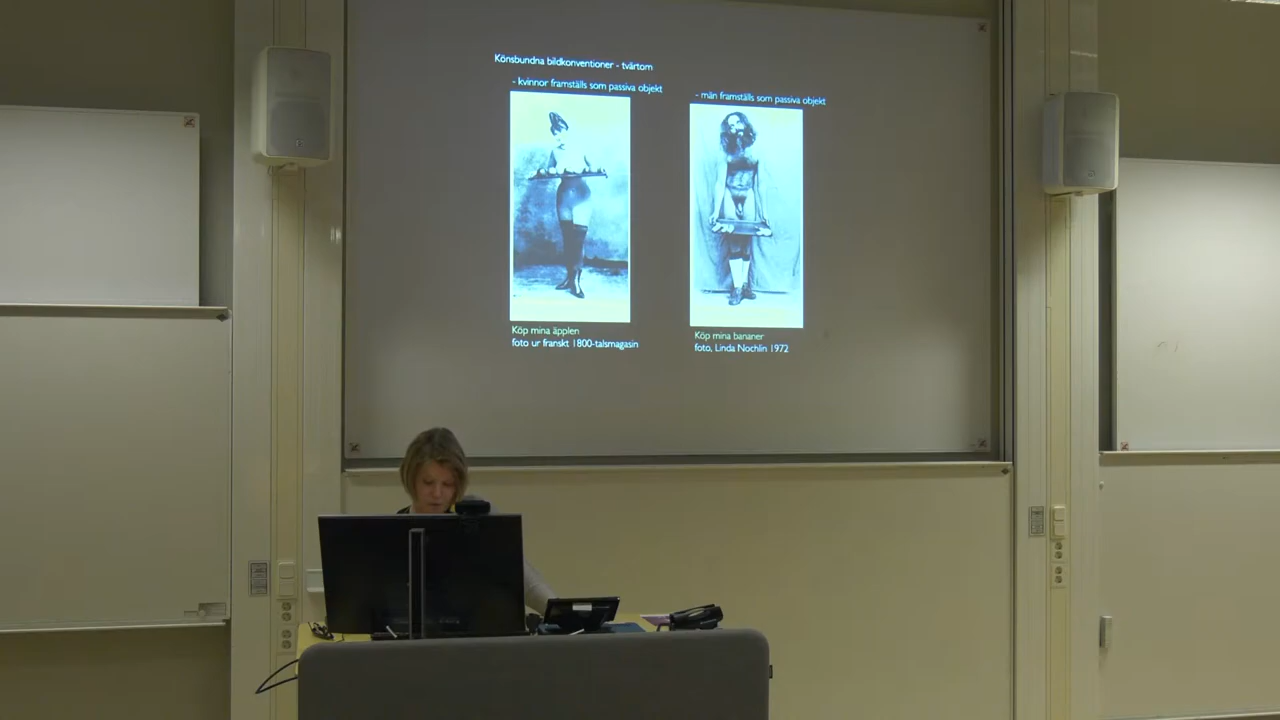 Könsbundna bildkonventioner - tvärtom
- kvinnor framställs som passiva objekt
- män framställs som passiva objekt
Köp mina äpplen
foto ur franskt 1800-talsmagasin
Köp mina bananer
foto, Linda Nochlin 1972